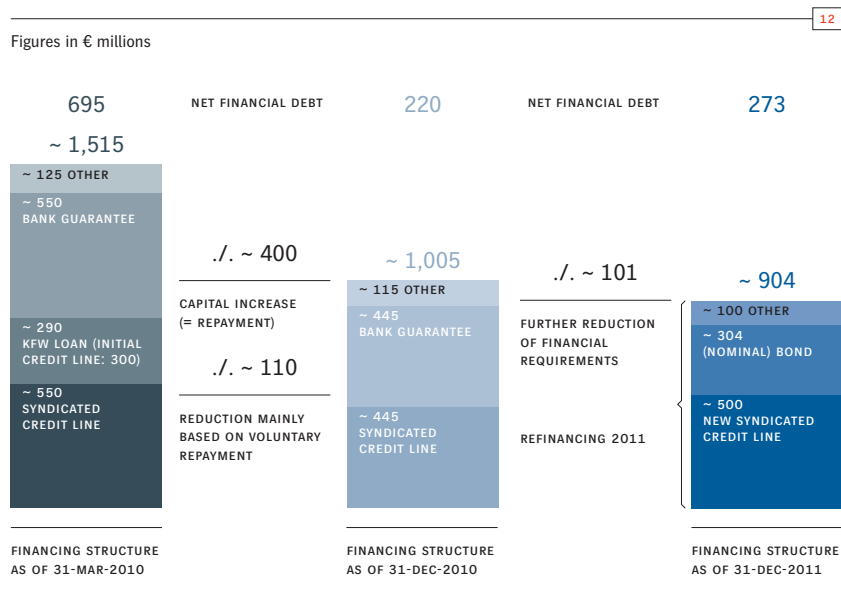 12
Figures in € millions
695
NET FINANCIAL DEBT
220
NET FINANCIAL DEBT
273
~ 1,515
~ 125 OTHER
~ 550
BANK GUARANTEE
~ 290
KFW LOAN (INITIAL
CREDIT LINE: 300)
~ 550
SYNDICATED
CREDIT LINE
./. ~ 400
CAPITAL INCREASE
(= REPAYMENT)
./. ~ 110
REDUCTION MAINLY
BASED ON VOLUNTARY
REPAYMENT
~ 1,005
~ 115 OTHER
~ 445
BANK GUARANTEE
~ 445
SYNDICATED
CREDIT LINE
./. ~ 101
FURTHER REDUCTION
OF FINANCIAL
REQUIREMENTS
REFINANCING 2011
~ 904
~ 100 OTHER
~ 304
(NOMINAL) BOND
~ 500
NEW SYNDICATED
CREDIT LINE
FINANCING STRUCTURE
AS OF 31-MAR-2010
FINANCING STRUCTURE
AS OF 31-DEC-2010
FINANCING STRUCTURE
AS OF 31-DEC-2011